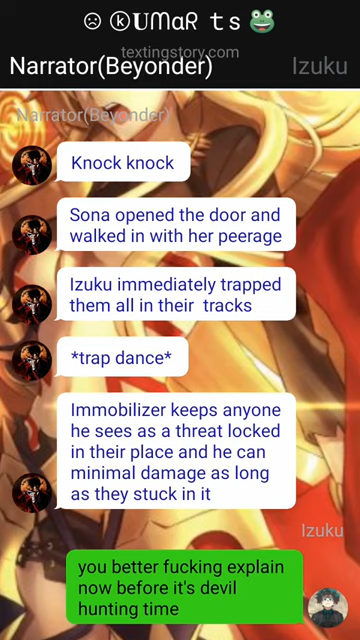 ☹ ⓀUMαR ts 🐸
textingstory.com
Narrator(Beyonder) Izuku
Narrator(Beyonder)
Knock knock
Sona opened the door and
walked in with her peerage
Izuku immediately trapped
them all in their tracks
*trap dance*
Immobilizer keeps anyone
he sees as a threat locked
in their place and he can
minimal damage as long
as they stuck in it
Izuku
you better fucking explain
now before it's devil
hunting time